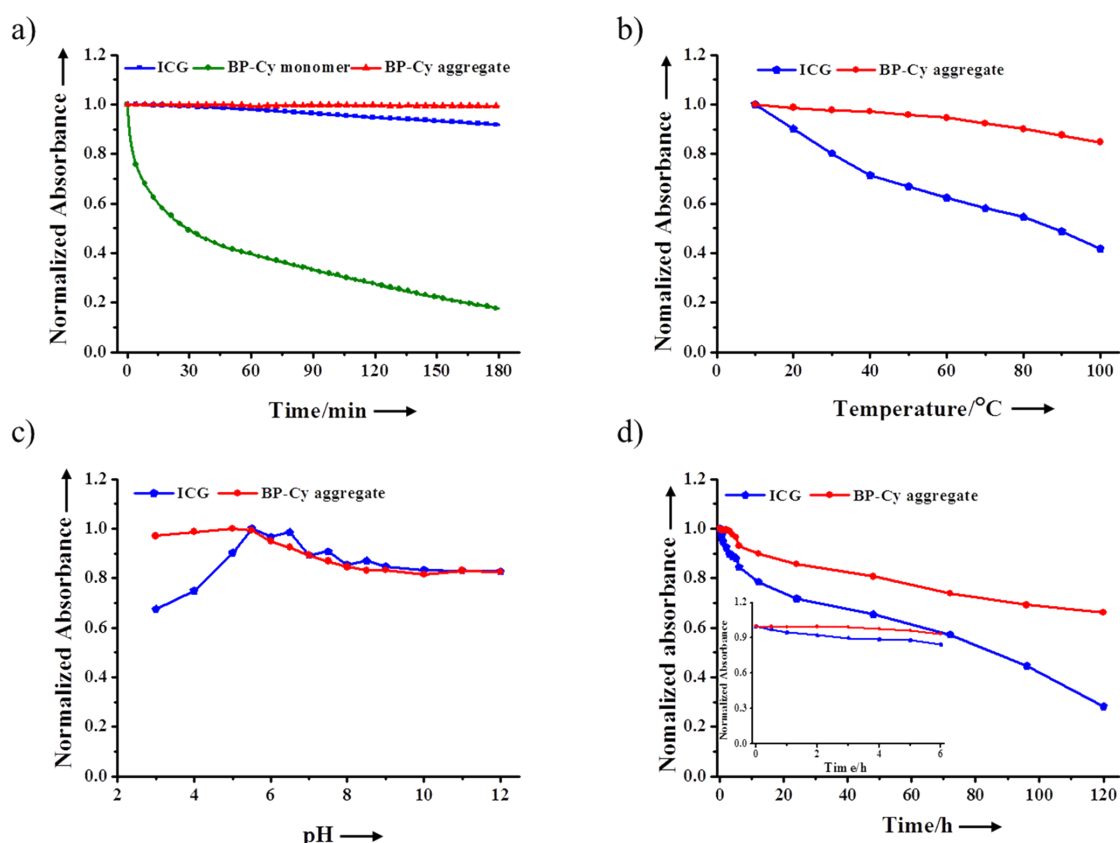 a)
ICG BP-Cy monomer BP-Cy aggregate
1.2
1.0
0.8
0.6
0.4
0.2
0.0
Normalized Absorbance
0 30 60 90 120 150 180
Time/min
b)
ICG BP-Cy aggregate
1.2
1.0
0.8
0.6
0.4
0.2
0.0
Nomalized Absorbance
20 40 60 80 100
Temperature/°C
c)
ICG BP-Cy aggregate
1.2
1.0
0.8
0.6
0.4
0.2
0.0
Normalized Absorbance
2 4 6 8 10 12
pH
d)
ICG BP-Cy aggregate
1.2
1.0
0.8
0.6
0.4
0.2
0.0
Nomalized absorbance
1.2
0.9
0.6
0.3
0.0
Normalized Absorbance
0 2 4 6
Time/h
0 20 40 60 80 100 120
Time/h